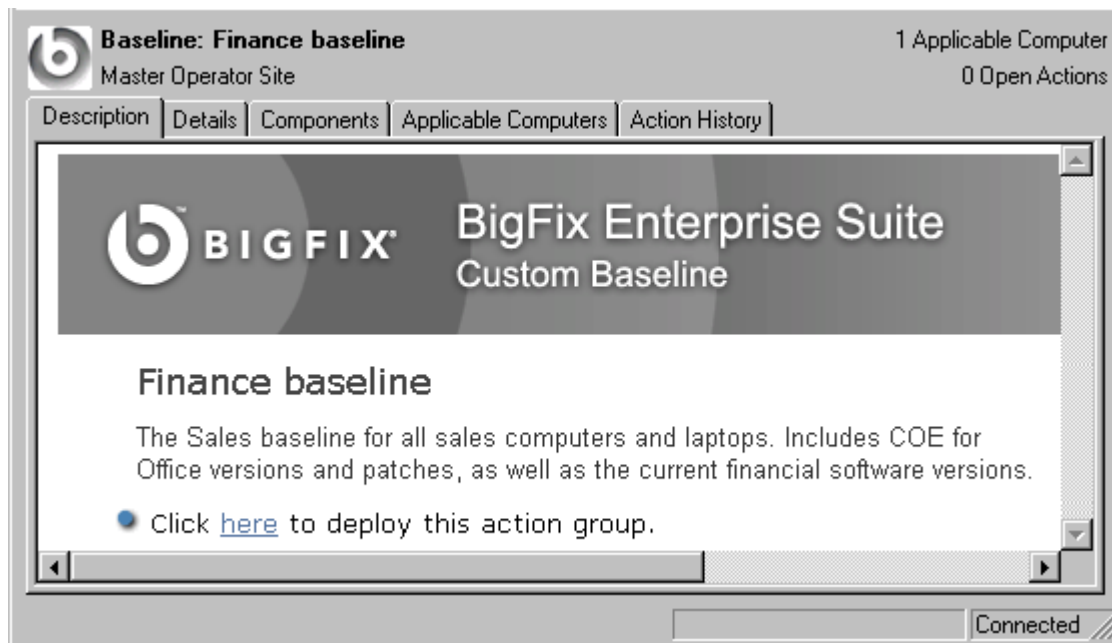 Baseline: Finance baseline
1 Applicable Computer
Master Operator Site
0 Open Actions
Description Details Components Applicable Computers Action History
BIGFIX®
BigFix Enterprise Suite
Custom Baseline
Finance baseline
The Sales baseline for all sales computers and laptops. Includes COE for
Office versions and patches, as well as the current financial software versions.
Click here to deploy this action group.
Connected